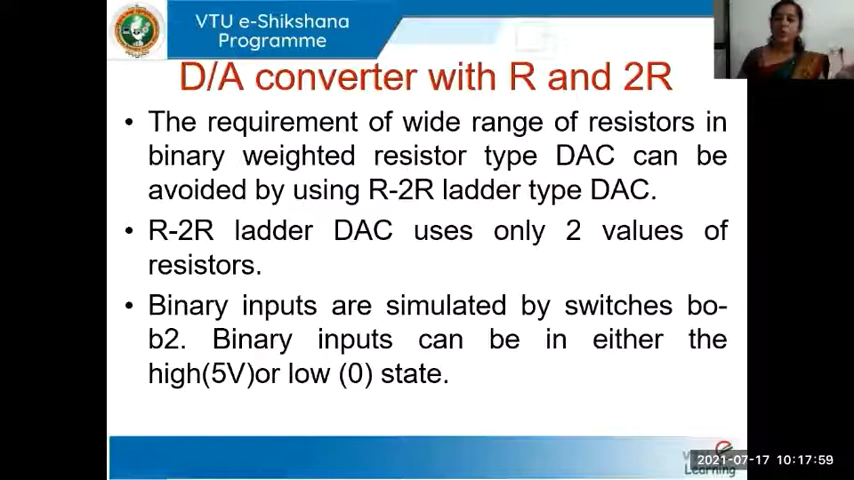 VTU e-Shikshana
Programme
D/A converter with R and 2R
• The requirement of wide range of resistors in
binary weighted resistor type DAC can be
avoided by using R-2R ladder type DAC.
• R-2R ladder DAC uses only 2 values of
resistors.
• Binary inputs are simulated by switches bo-
b2. Binary inputs can be in either the
high(5V)or low (0) state.
2021-07-17 10:17:59
Learning